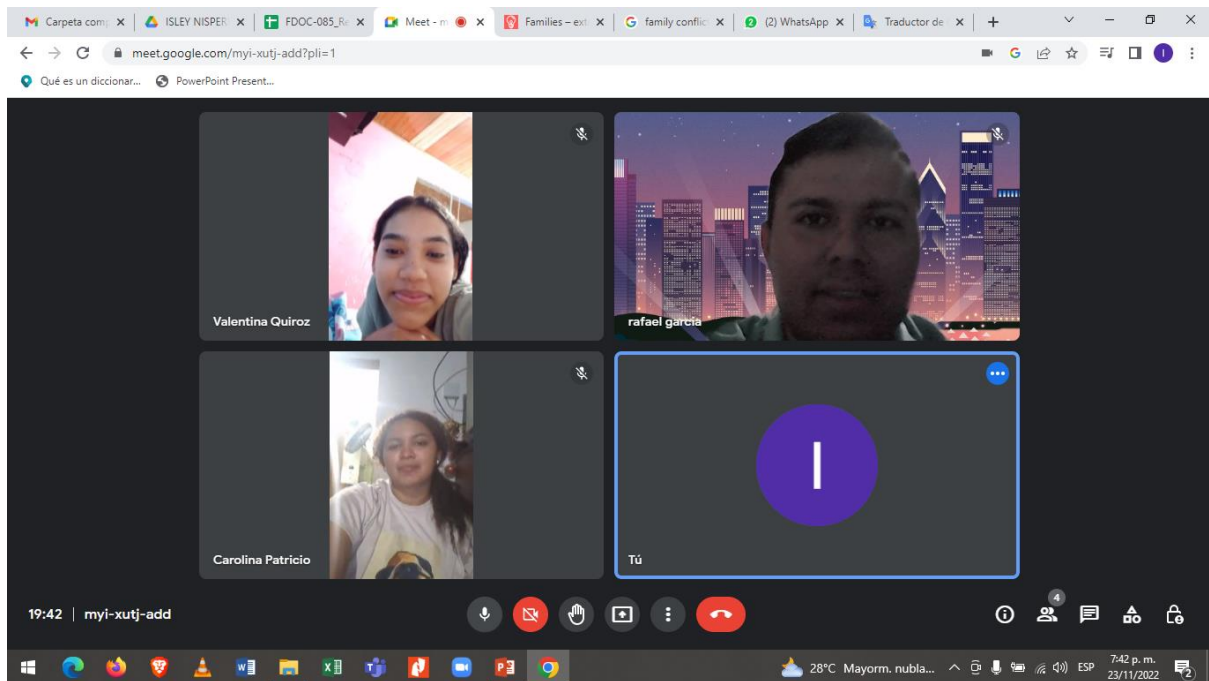 Carpeta comp
ISLEY NISPER
FDOC-085_Re
Meet - m
Families – ext
family conflic
(2) WhatsApp
Traductor de
meet.google.com/myi-xutj-add?pli=1
Qué es un diccionar...
PowerPoint Present...
Valentina Quiroz
rafael garcia
Carolina Patricio
I
Tú
19:42 | myi-xutj-add
4
28°C Mayorm. nubla...
ESP
7:42 p. m.
23/11/2022
2